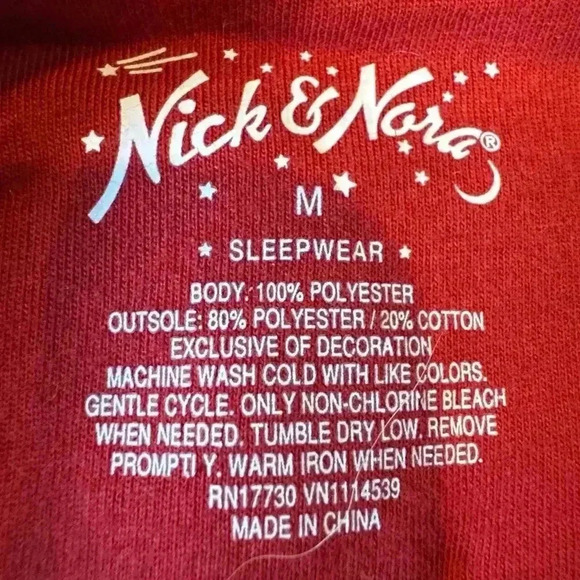 Nick & Nora®
M
SLEEPWEAR
BODY: 100% POLYESTER
OUTSOLE: 80% POLYESTER / 20% COTTON
EXCLUSIVE OF DECORATION
MACHINE WASH COLD WITH LIKE COLORS.
GENTLE CYCLE. ONLY NON-CHLORINE BLEACH
WHEN NEEDED. TUMBLE DRY LOW. REMOVE
PROMPTLY. WARM IRON WHEN NEEDED.
RN17730 VN1114539
MADE IN CHINA